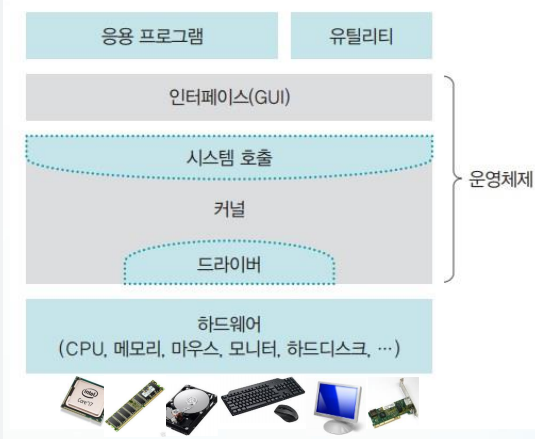 응용 프로그램
유틸리티
인터페이스(GUI)
시스템 호출
커널
드라이버
운영체제
하드웨어
(CPU, 메모리, 마우스, 모니터, 하드디스크, …)